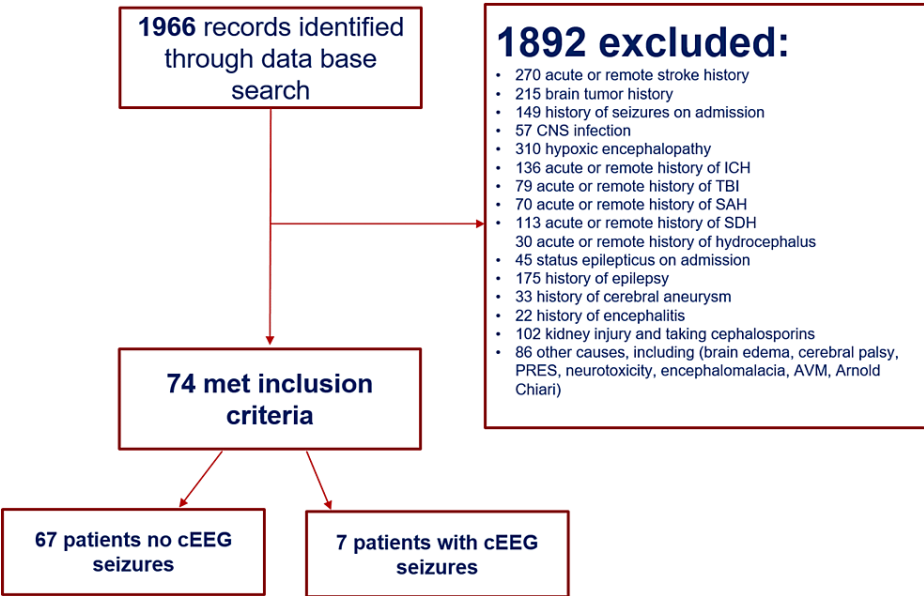 1966 records identified
through data base
search
1892 excluded:
• 270 acute or remote stroke history
• 215 brain tumor history
• 149 history of seizures on admission
• 57 CNS infection
• 310 hypoxic encephalopathy
• 136 acute or remote history of ICH
• 79 acute or remote history of TBI
• 70 acute or remote history of SAH
• 113 acute or remote history of SDH
30 acute or remote history of hydrocephalus
• 45 status epilepticus on admission
• 175 history of epilepsy
• 33 history of cerebral aneurysm
• 22 history of encephalitis
• 102 kidney injury and taking cephalosporins
• 86 other causes, including (brain edema, cerebral palsy,
PRES, neurotoxicity, encephalomalacia, AVM, Arnold
Chiari)
74 met inclusion
criteria
67 patients no cEEG
seizures
7 patients with cEEG
seizures